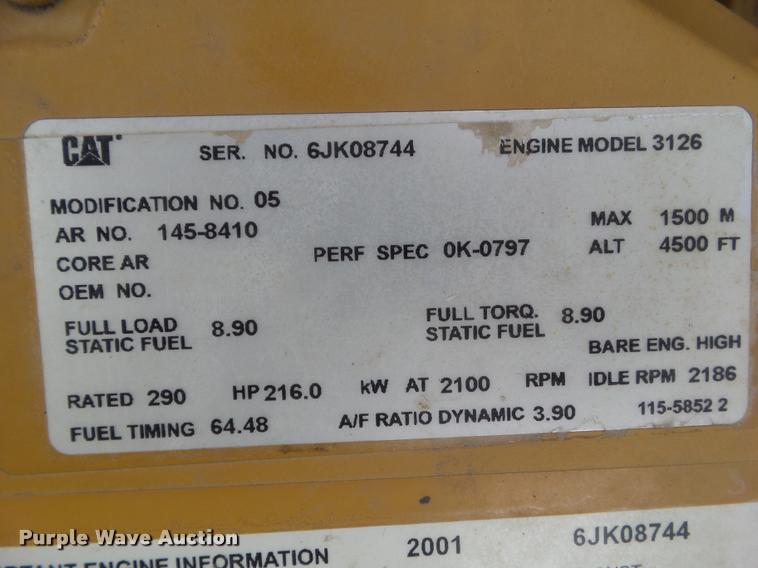 CAT SER. NO. 6JK08744 ENGINE MODEL 3126
MODIFICATION NO. 05
AR NO. 145-8410
CORE AR
OEM NO.
PERF SPEC 0K-0797
MAX 1500 M
ALT 4500 FT
FULL LOAD
STATIC FUEL 8.90
FULL TORQ.
STATIC FUEL 8.90
BARE ENG. HIGH
RATED 290 HP 216.0 kW AT 2100 RPM IDLE RPM 2186
FUEL TIMING 64.48 A/F RATIO DYNAMIC 3.90 115-5852 2
Purple Wave Auction
ENGINE INFORMATION 2001 6JK08744